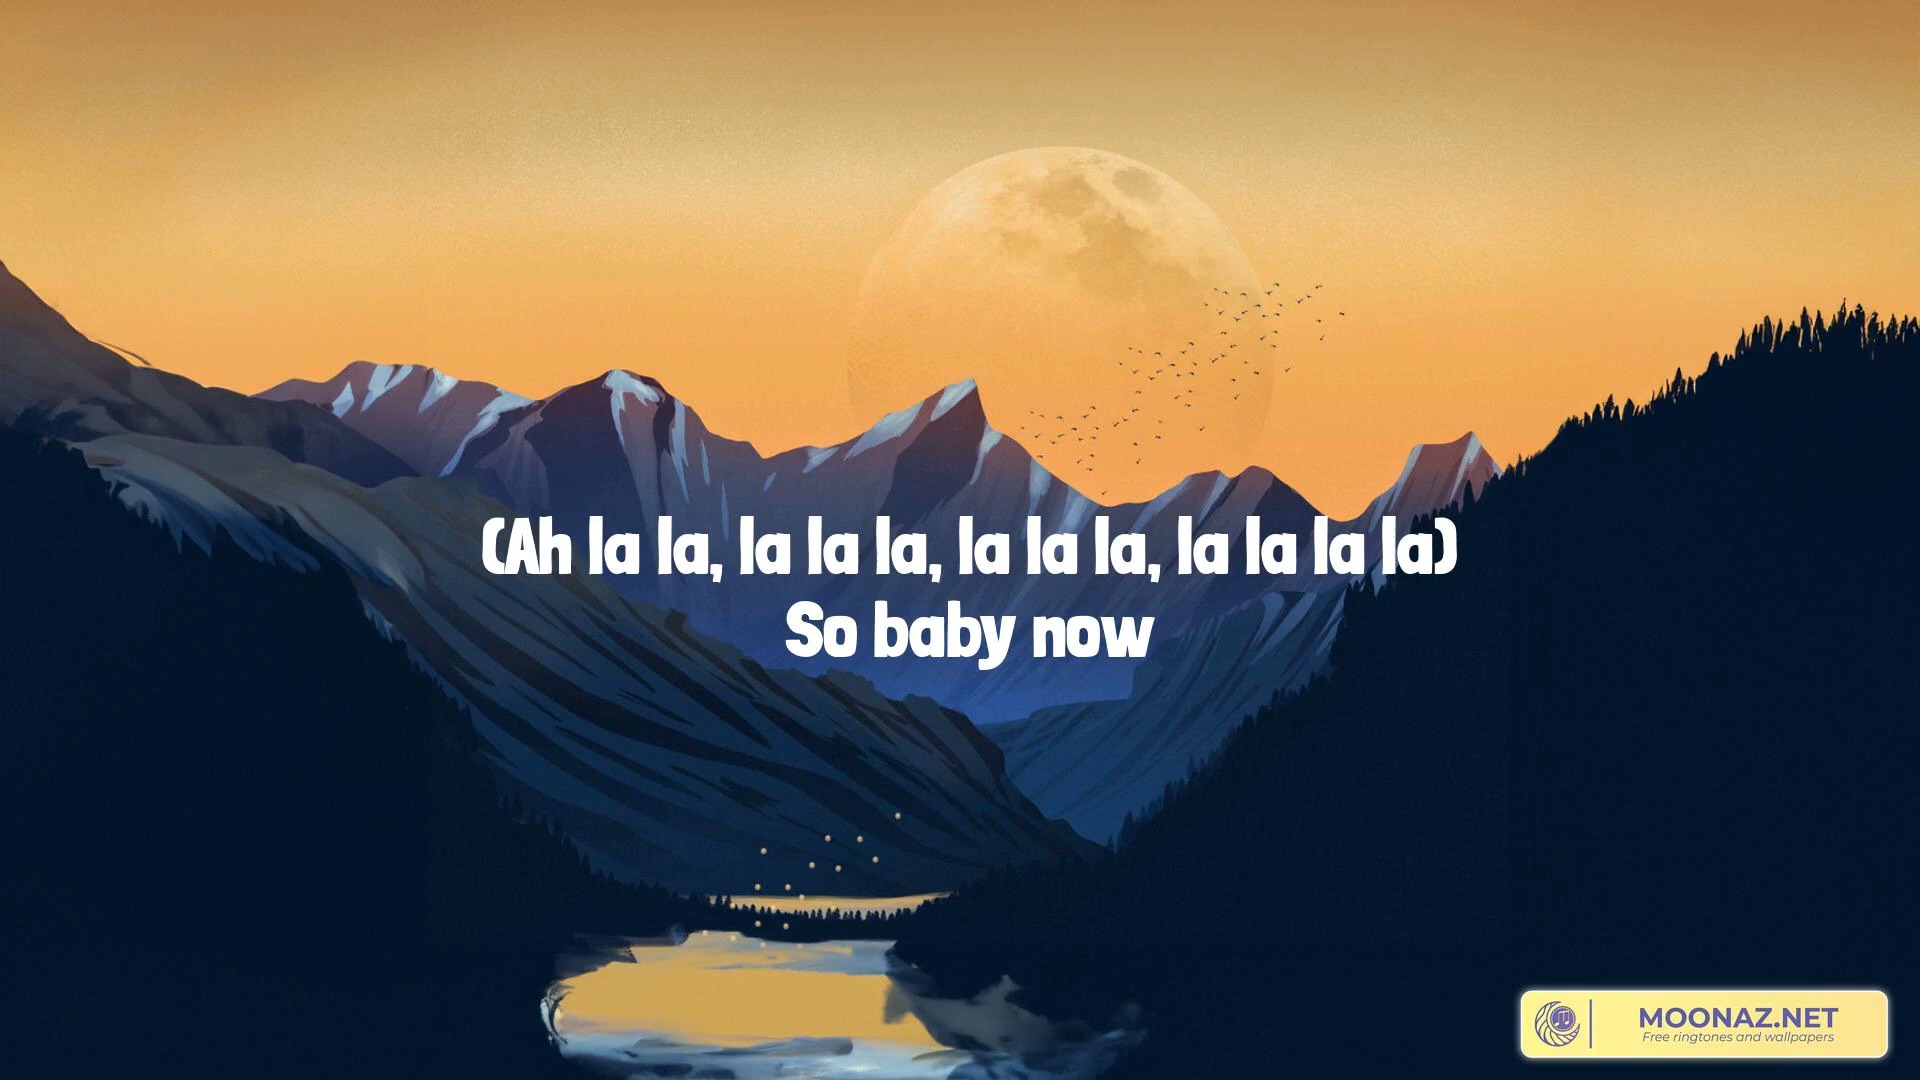 (Ah la la, la la la, la la la, la la la la)
So baby now
MOONAZ.NET
Free ringtones and wallpapers